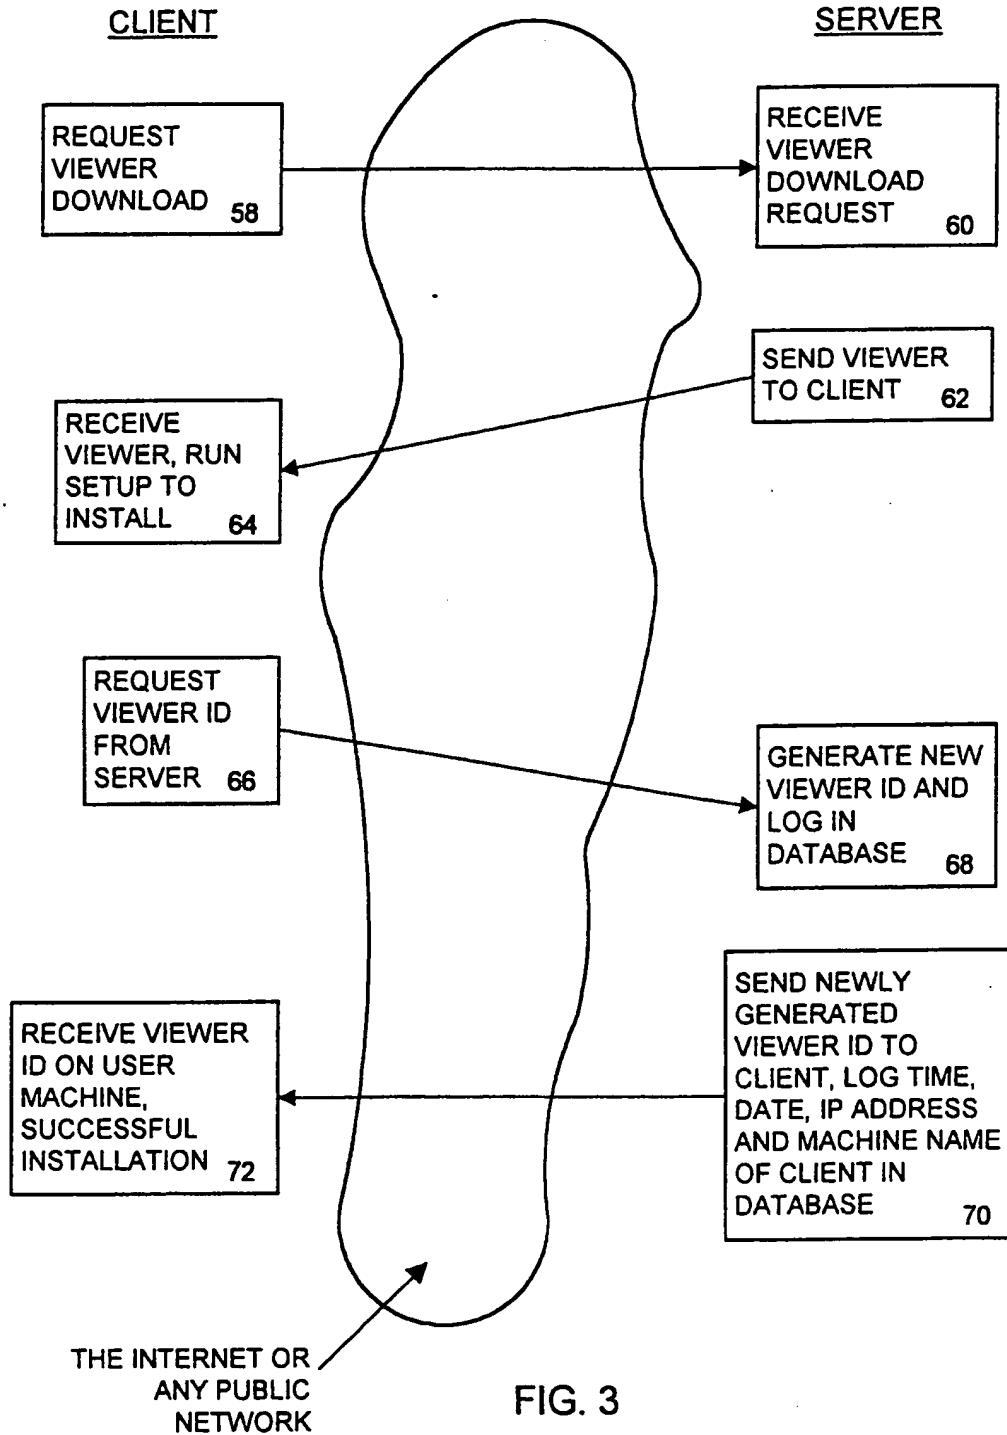 CLIENT
SERVER
REQUEST
VIEWER
DOWNLOAD
58
RECEIVE
VIEWER
DOWNLOAD
REQUEST
60
SEND VIEWER
TO CLIENT
62
RECEIVE
VIEWER, RUN
SETUP TO
INSTALL
64
REQUEST
VIEWER ID
FROM
SERVER
66
GENERATE NEW
VIEWER ID AND
LOG IN
DATABASE
68
SEND NEWLY
GENERATED
VIEWER ID TO
CLIENT, LOG TIME,
DATE, IP ADDRESS
AND MACHINE NAME
OF CLIENT IN
DATABASE
70
RECEIVE VIEWER
ID ON USER
MACHINE,
SUCCESSFUL
INSTALLATION
72
THE INTERNET OR
ANY PUBLIC
NETWORK
FIG. 3